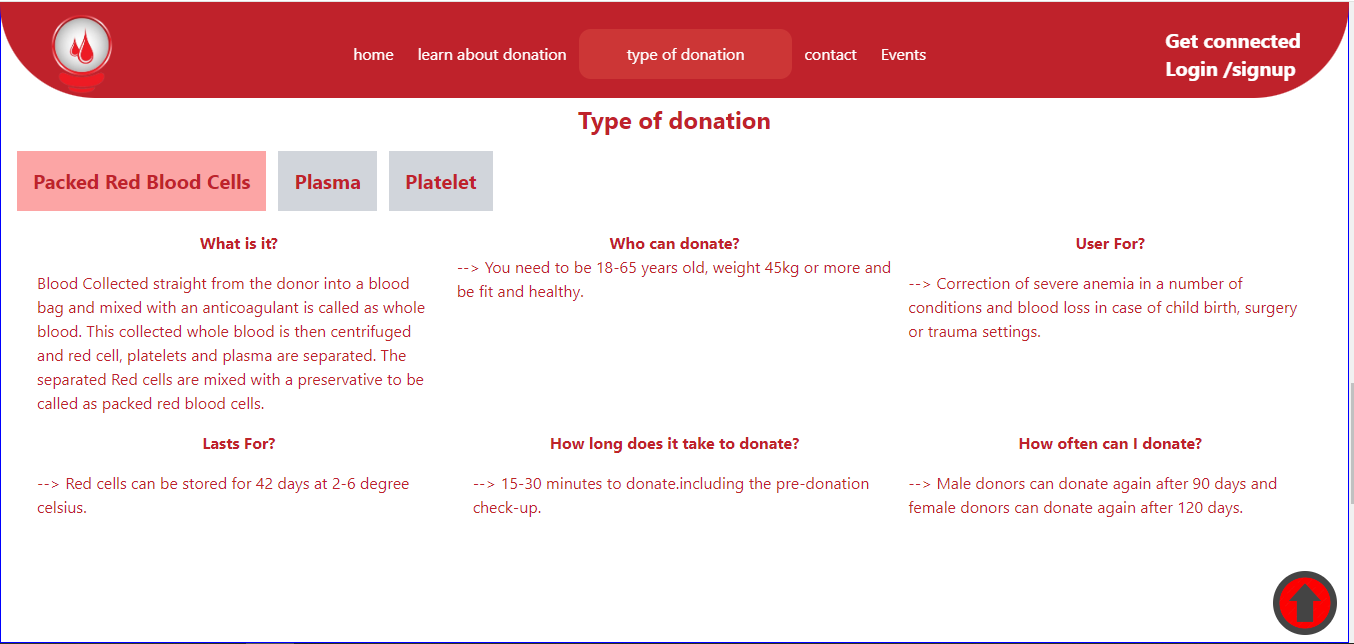 home learn about donation type of donation contact Events
Get connected
Login /signup
Type of donation
Packed Red Blood Cells Plasma Platelet
What is it?
Blood Collected straight from the donor into a blood
bag and mixed with an anticoagulant is called as whole
blood. This collected whole blood is then centrifuged
and red cell, platelets and plasma are separated. The
separated Red cells are mixed with a preservative to be
called as packed red blood cells.
Who can donate?
--> You need to be 18-65 years old, weight 45kg or more and
be fit and healthy.
User For?
--> Correction of severe anemia in a number of
conditions and blood loss in case of child birth, surgery
or trauma settings.
Lasts For?
--> Red cells can be stored for 42 days at 2-6 degree
celsius.
How long does it take to donate?
--> 15-30 minutes to donate.including the pre-donation
check-up.
How often can I donate?
--> Male donors can donate again after 90 days and
female donors can donate again after 120 days.